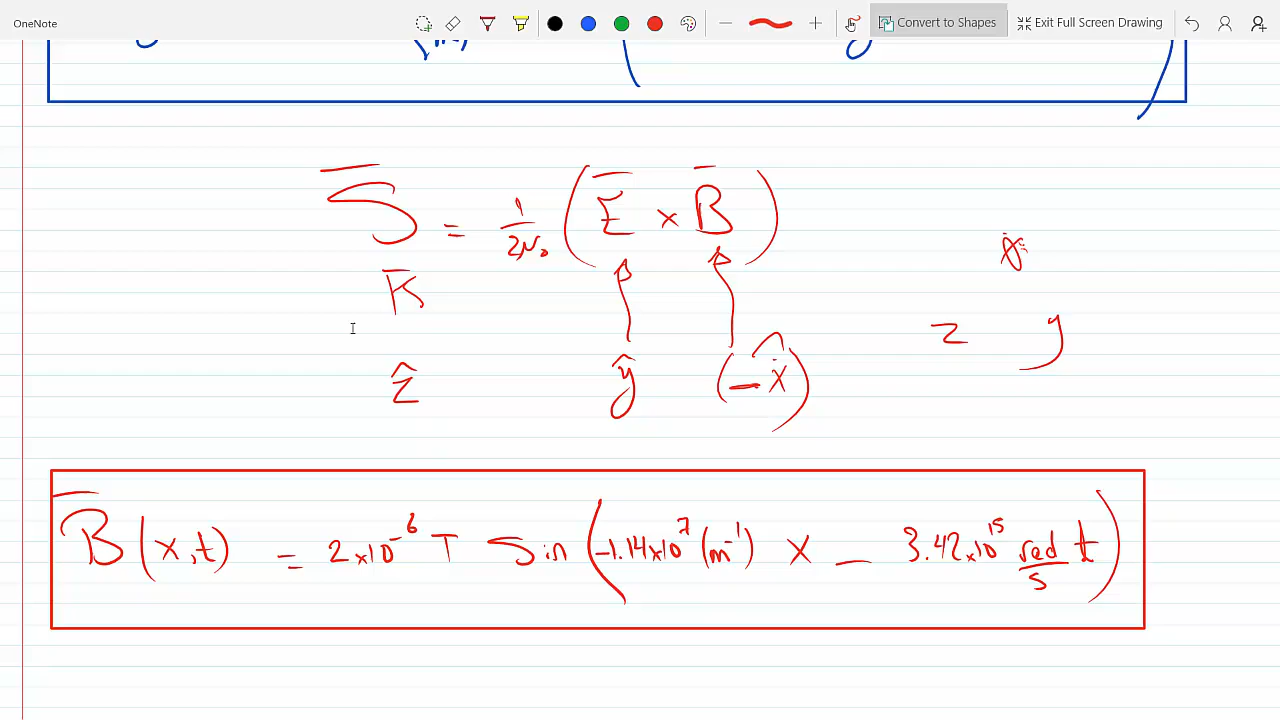 OneNote
Convert to Shapes
Exit Full Screen Drawing
(m)
y
S̄ = 1/2μ₀ (Ē × B̄)
K̄
z y
ẑ ŷ (-x̂)
B̄(x,t) = 2×10⁻⁶ T Sin(-1.14×10⁷ (m⁻¹) X — 3.42×10¹⁵ rad/s t)